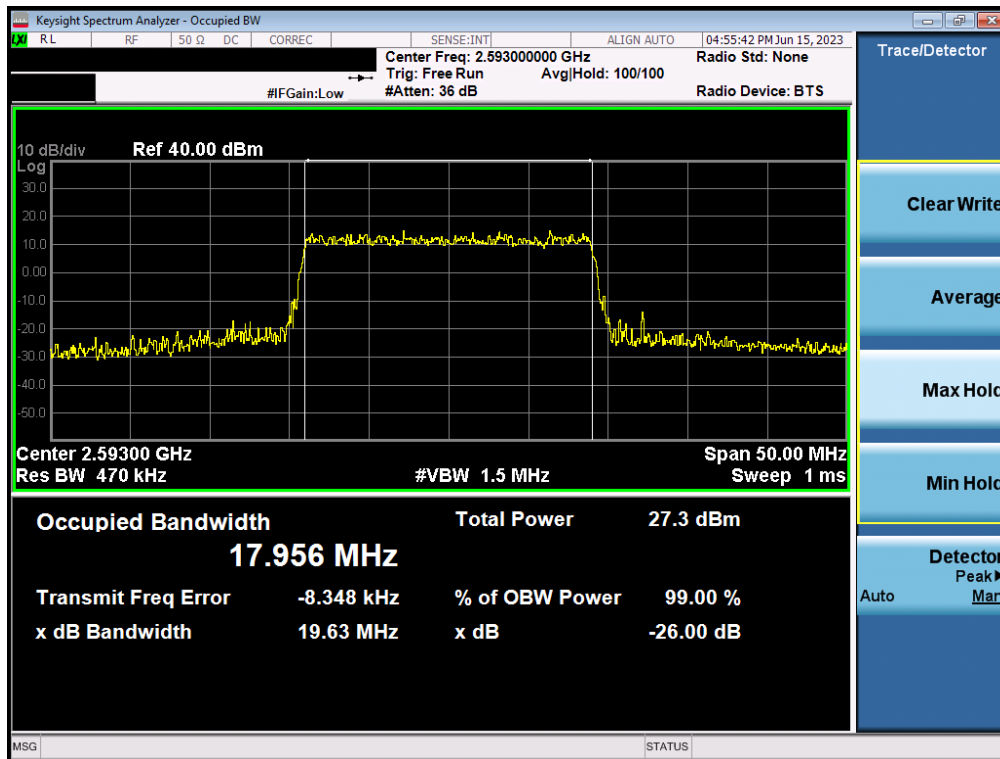 Keysight Spectrum Analyzer - Occupied BW
LXI RL RF 50 Ω DC CORREC SENSE:INT ALIGN AUTO 04:55:42 PM Jun 15, 2023
Center Freq: 2.593000000 GHz Radio Std: None
Trig: Free Run Avg|Hold: 100/100
#IFGain:Low #Atten: 36 dB Radio Device: BTS
10 dB/div Ref 40.00 dBm
Log
30.0
20.0
10.0
0.00
-10.0
-20.0
-30.0
-40.0
-50.0
Center 2.59300 GHz Span 50.00 MHz
Res BW 470 kHz #VBW 1.5 MHz Sweep 1 ms
Occupied Bandwidth Total Power 27.3 dBm
17.956 MHz
Transmit Freq Error -8.348 kHz % of OBW Power 99.00 %
x dB Bandwidth 19.63 MHz x dB -26.00 dB
MSG STATUS
Trace/Detector
Clear Write
Average
Max Hold
Min Hold
Detector
Peak▶
Auto Man